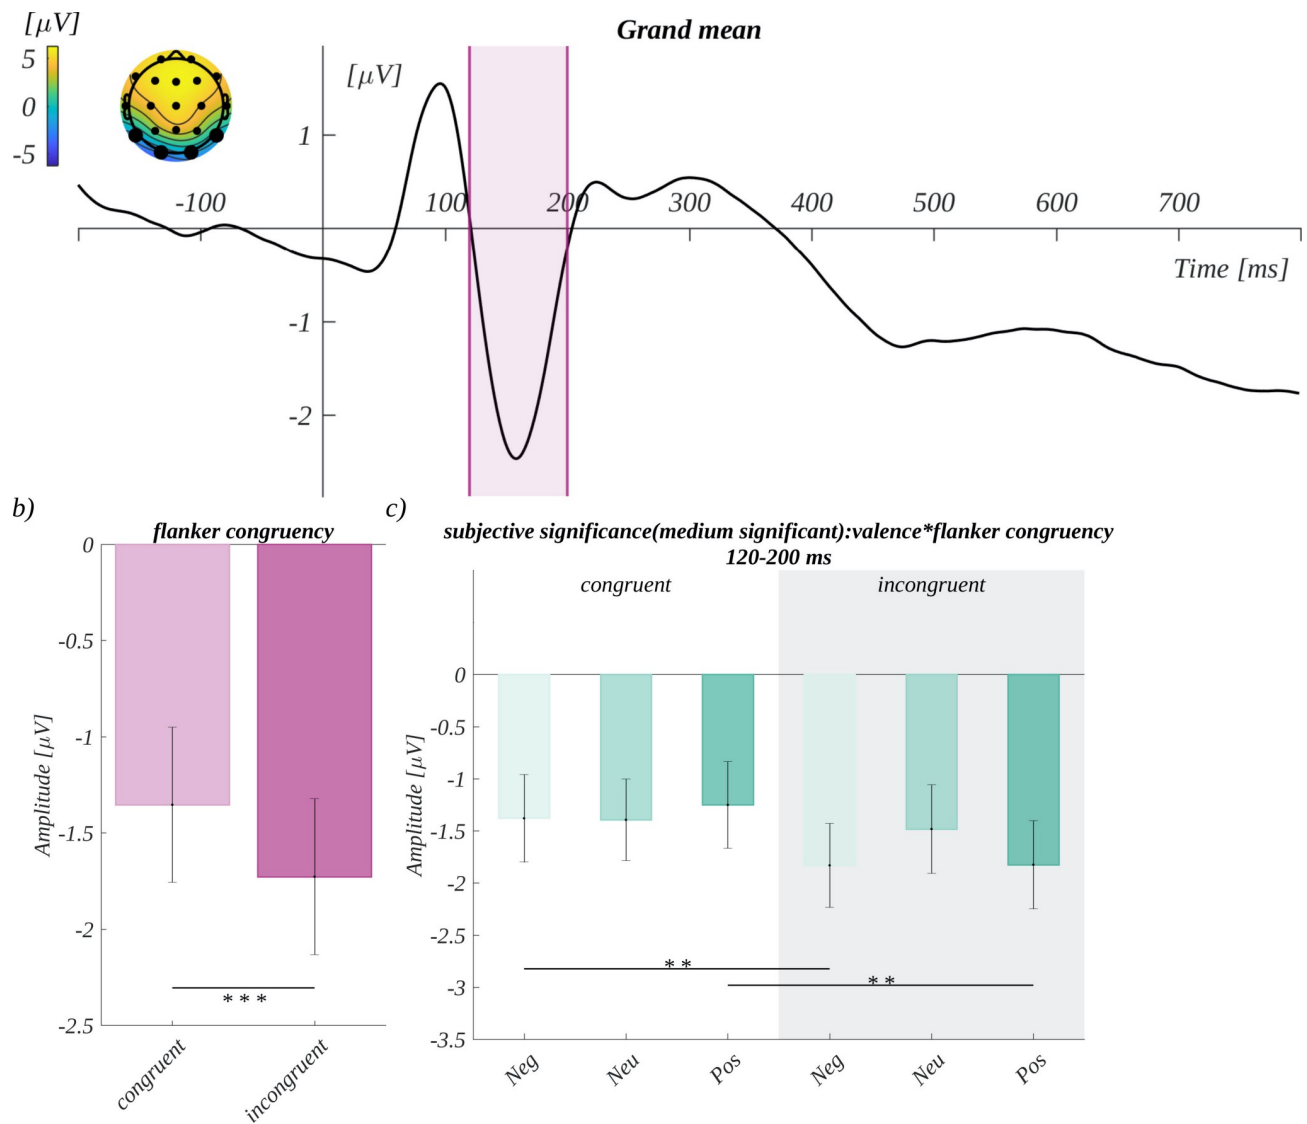 [μV]
Grand mean
5
0
-5
[μV]
1
-1
-2
-100
100
200
300
400
500
600
700
Time [ms]
b)
flanker congruency
0
-0.5
-1
-1.5
-2
-2.5
Amplitude [μV]
***
congruent
incongruent
c)
subjective significance(medium significant):valence*flanker congruency
120-200 ms
congruent
incongruent
0
-0.5
-1
-1.5
-2
-2.5
-3
-3.5
Amplitude [μV]
**
**
Neg
Neu
Pos
Neg
Neu
Pos